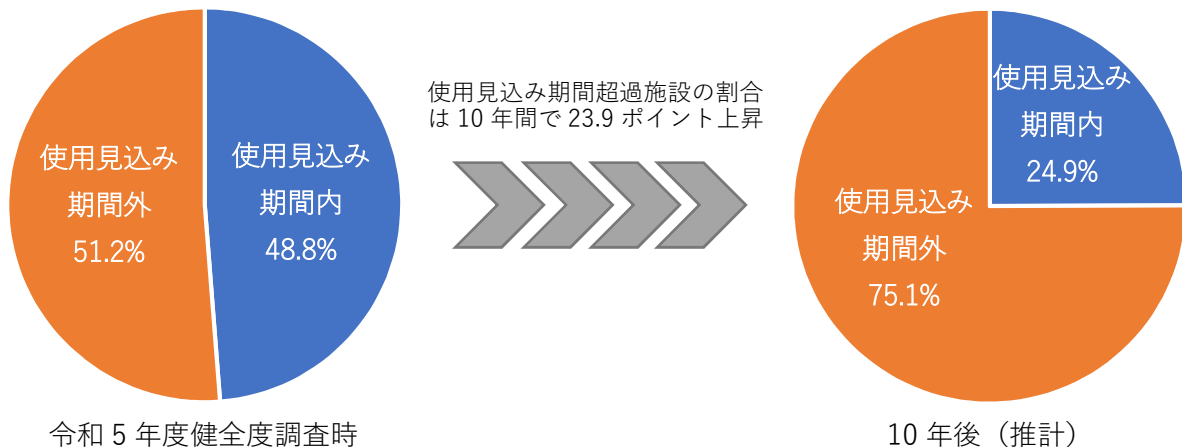 使用見込み
期間外
51.2%
使用見込み
期間内
48.8%
令和 5 年度健全度調査時
使用見込み期間超過施設の割合
は 10 年間で 23.9 ポイント上昇
使用見込み
期間内
24.9%
使用見込み
期間外
75.1%
10 年後（推計）